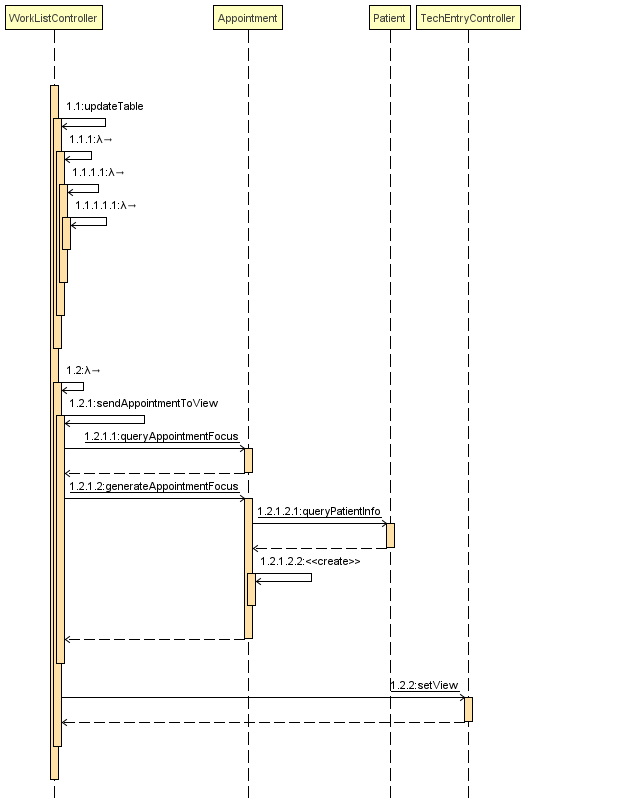 WorkListController
Appointment
Patient
TechEntryController
1.1:updateTable
1.1.1:λ→
1.1.1.1:λ→
1.1.1.1.1:λ→
1.2:λ→
1.2.1:sendAppointmentToView
1.2.1.1:queryAppointmentFocus
1.2.1.2:generateAppointmentFocus
1.2.1.2.1:queryPatientInfo
1.2.1.2.2:<<create>>
1.2.2:setView